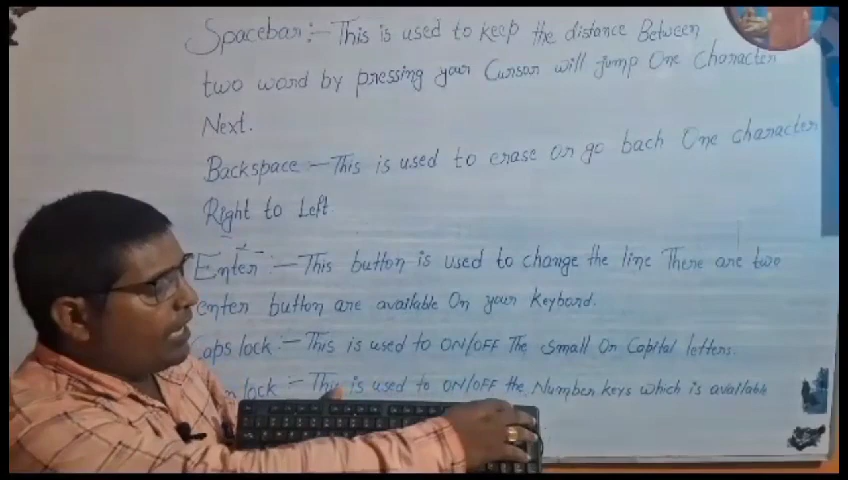 Spacebar :- This is used to keep the distance Between
two word by pressing your Cursor will jump One Character
Next.
Backspace - This is used to erase or go bach One character
Right to Left
Enter :- This button is used to change the line There are two
enter button are available On your Keyboard.
Caps lock :- This is used to ON/OFF The Small Or Capital letters.
lock :- This is used to ON/OFF the Number keys which is available